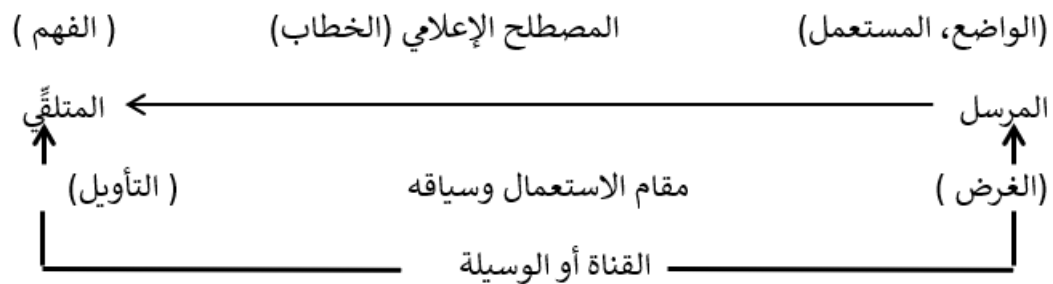 (الواضع، المستعمل) المصطلح الإعلامي (الخطاب) ( الفهم )
المرسل المتلقِّي
(الغرض ) مقام الاستعمال وسياقه ( التأويل)
القناة أو الوسيلة